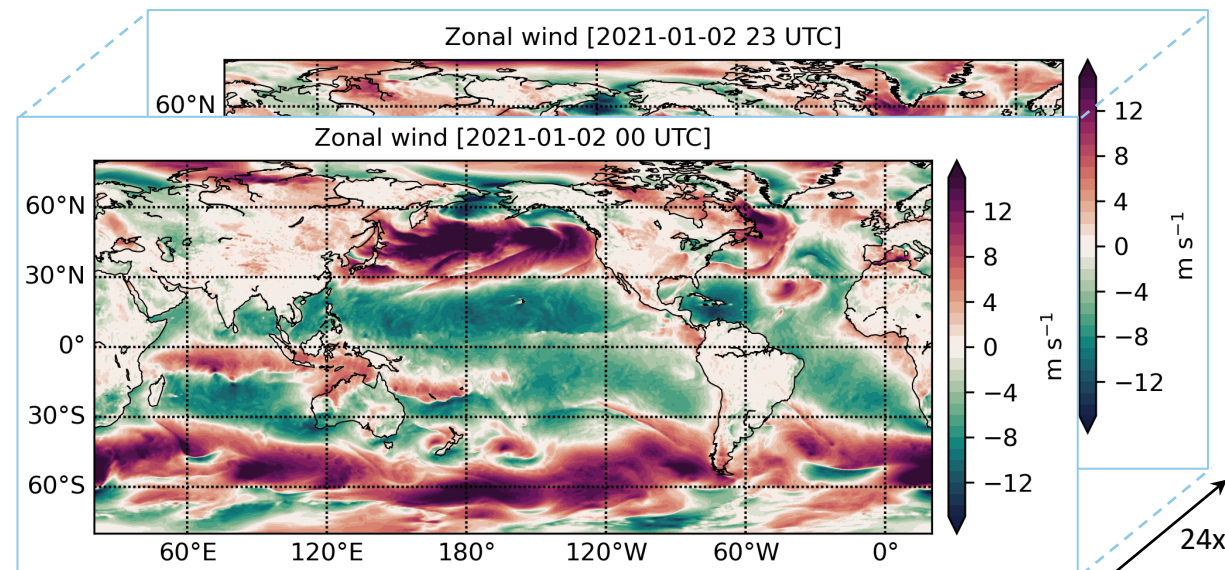 Zonal wind [2021-01-02 23 UTC]
60°N
12
8
4
0
−4
−8
−12
m s⁻¹
Zonal wind [2021-01-02 00 UTC]
60°N
30°N
0°
30°S
60°S
60°E
120°E
180°
120°W
60°W
0°
12
8
4
0
−4
−8
−12
m s⁻¹
24x